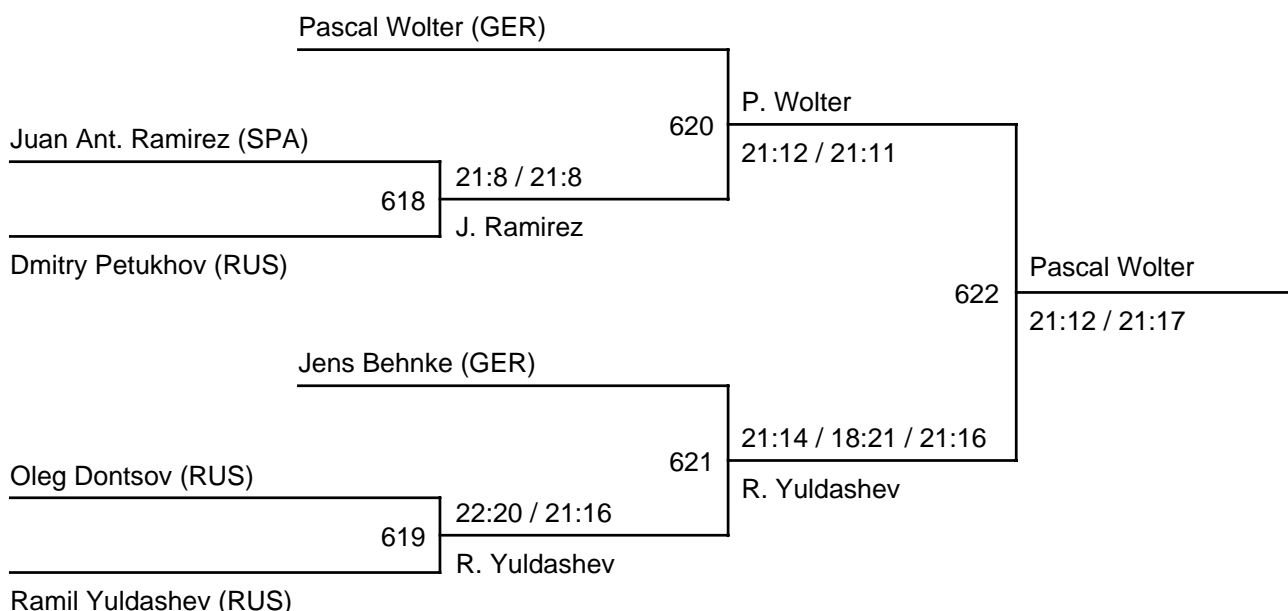 Pascal Wolter (GER)
P. Wolter
620
Juan Ant. Ramirez (SPA)
21:12 / 21:11
21:8 / 21:8
618
J. Ramirez
Dmitry Petukhov (RUS)
Pascal Wolter
622
21:12 / 21:17
Jens Behnke (GER)
21:14 / 18:21 / 21:16
621
Oleg Dontsov (RUS)
R. Yuldashev
22:20 / 21:16
619
R. Yuldashev
Ramil Yuldashev (RUS)